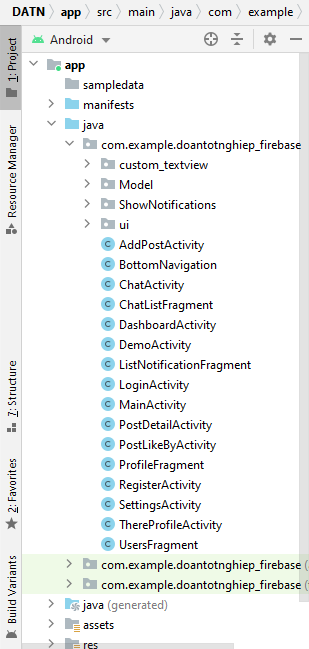 DATN app src main java com example
Android
1: Project
Resource Manager
7: Structure
2: Favorites
Build Variants
app
sampledata
manifests
java
com.example.doantotnghiep_firebase
custom_textview
Model
ShowNotifications
ui
AddPostActivity
BottomNavigation
ChatActivity
ChatListFragment
DashboardActivity
DemoActivity
ListNotificationFragment
LoginActivity
MainActivity
PostDetailActivity
PostLikeByActivity
ProfileFragment
RegisterActivity
SettingsActivity
ThereProfileActivity
UsersFragment
com.example.doantotnghiep_firebase
com.example.doantotnghiep_firebase
java (generated)
assets
res